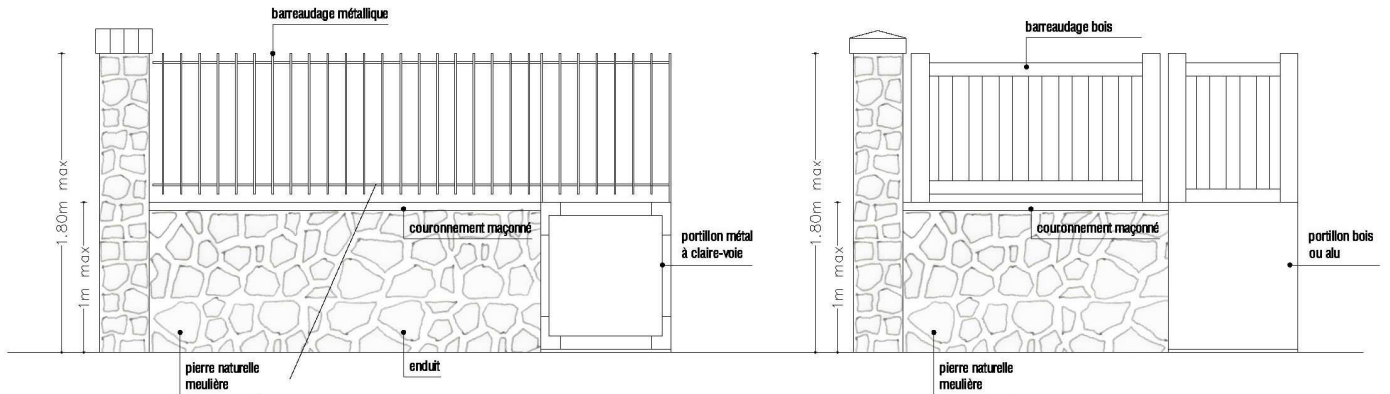 barreaudage métallique
1.80m max
1m max
couronnement maçonné
portillon métal
à claire-voie
pierre naturelle
meulière
enduit
barreaudage bois
1.80m max
1m max
couronnement maçonné
portillon bois
ou alu
pierre naturelle
meulière